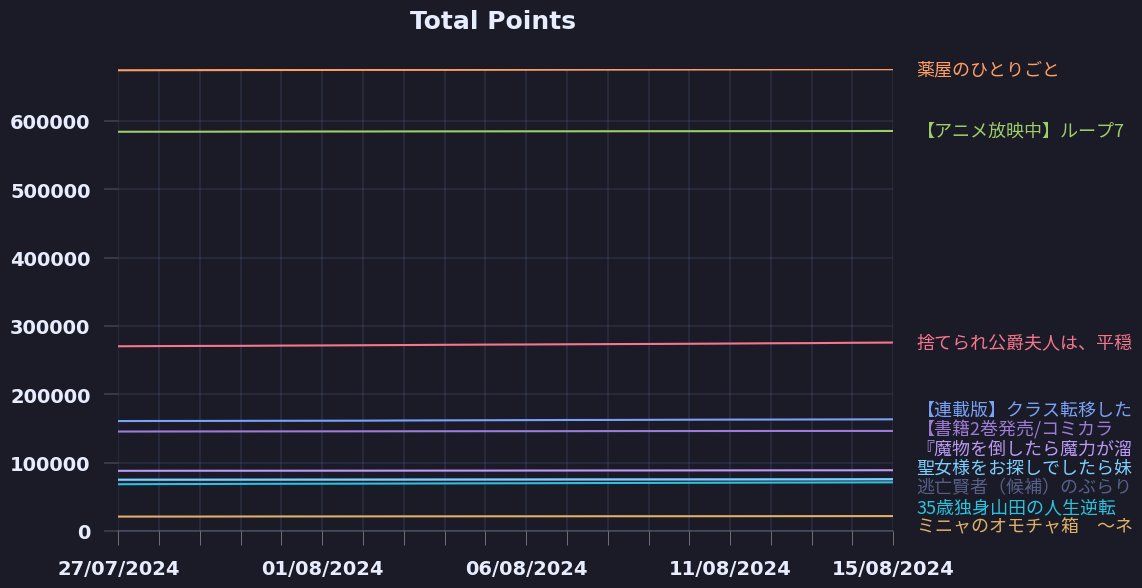 Total Points
薬屋のひとりごと
600000
【アニメ放映中】ループ7
500000
400000
300000
捨てられ公爵夫人は、平穏
200000
【連載版】クラス転移した
【書籍2巻発売/コミカラ
『魔物を倒したら魔力が溜
100000
聖女様をお探しでしたら妹
逃亡賢者（候補）のぶらり
35歳独身山田の人生逆転
ミニャのオモチャ箱　～ネ
0
27/07/2024 01/08/2024 06/08/2024 11/08/2024 15/08/2024